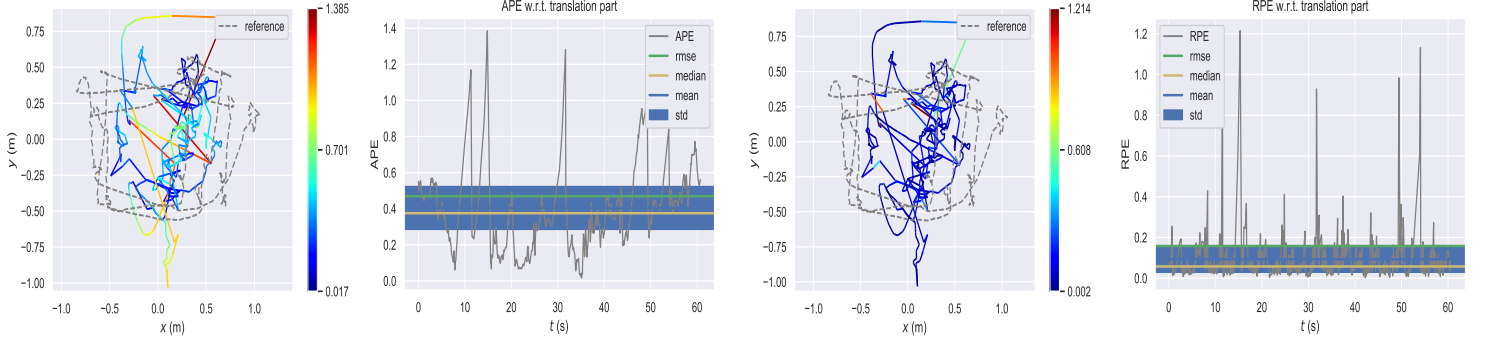 reference
0.75
0.50
0.25
0.00
−0.25
−0.50
−0.75
−1.00
y (m)
−1.0
−0.5
0.0
0.5
1.0
x (m)
1.385
0.701
0.017
APE w.r.t. translation part
APE
rmse
median
mean
std
1.4
1.2
1.0
0.8
0.6
0.4
0.2
0.0
APE
0
10
20
30
40
50
60
t (s)
reference
0.75
0.50
0.25
0.00
−0.25
−0.50
−0.75
−1.00
y (m)
−1.0
−0.5
0.0
0.5
1.0
x (m)
1.214
0.608
0.002
RPE w.r.t. translation part
RPE
rmse
median
mean
std
1.2
1.0
0.8
0.6
0.4
0.2
0.0
RPE
0
10
20
30
40
50
60
t (s)